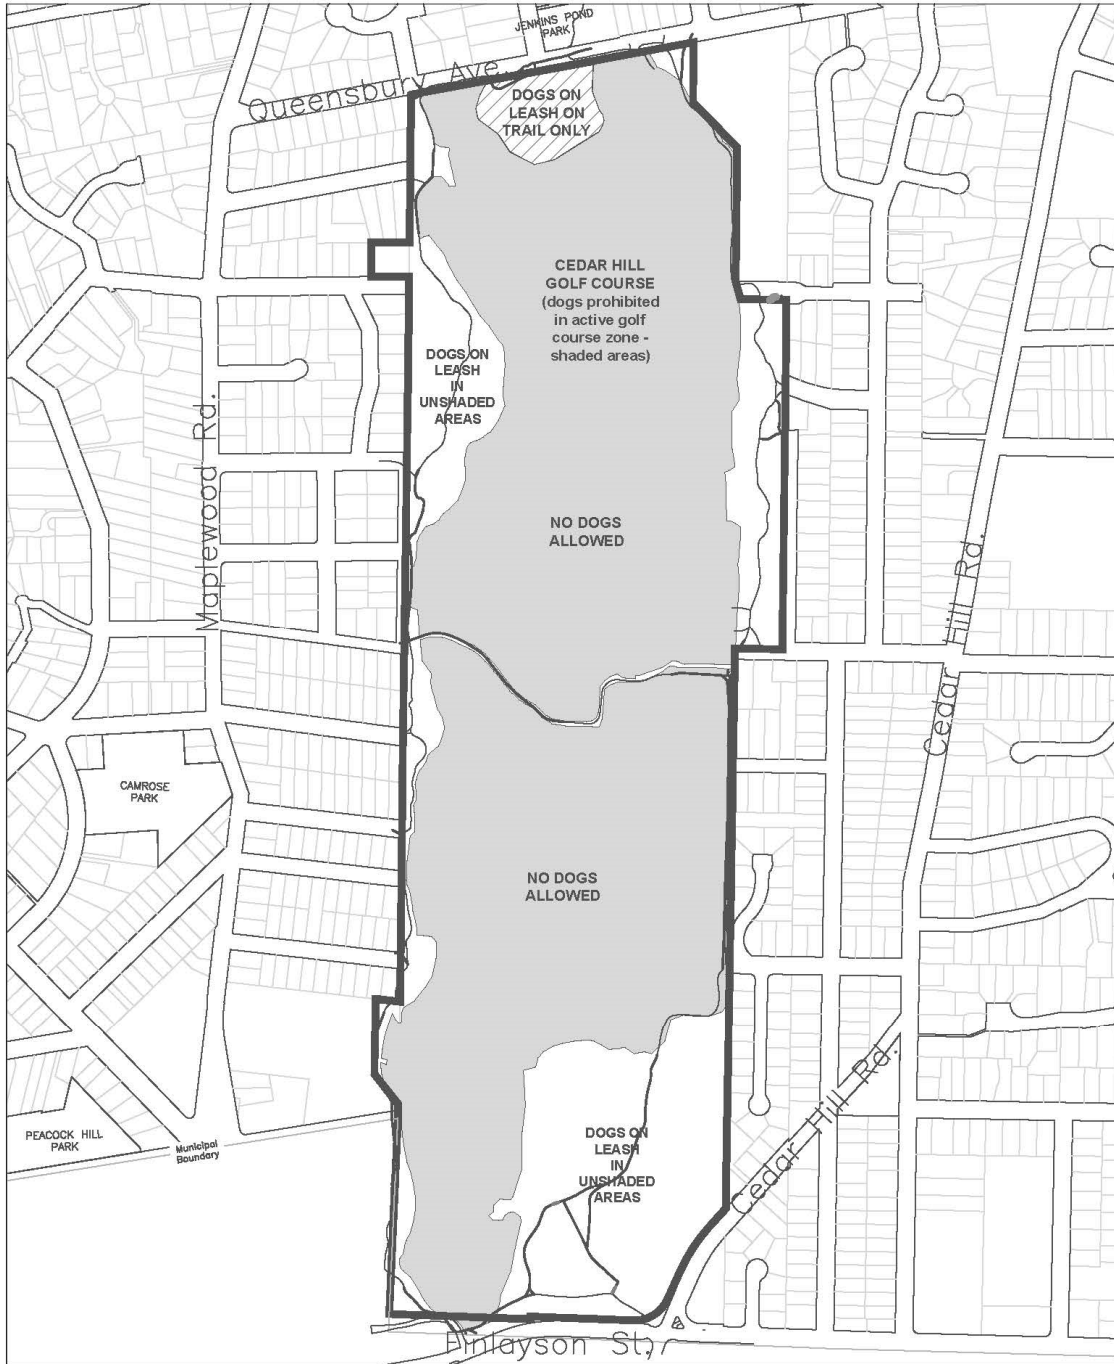 JENKINS POND
PARK
Queensbury Ave.
DOGS ON
LEASH ON
TRAIL ONLY
CEDAR HILL
GOLF COURSE
(dogs prohibited
in active golf
course zone -
shaded areas)
DOGS ON
LEASH
IN
UNSHADED
AREAS
Maplewood Rd.
NO DOGS
ALLOWED
Cedar Hill Rd.
CAMROSE
PARK
NO DOGS
ALLOWED
Cedar Hill Rd.
PEACOCK HILL
PARK
Municipal
Boundary
DOGS ON
LEASH
IN
UNSHADED
AREAS
Finlayson St.